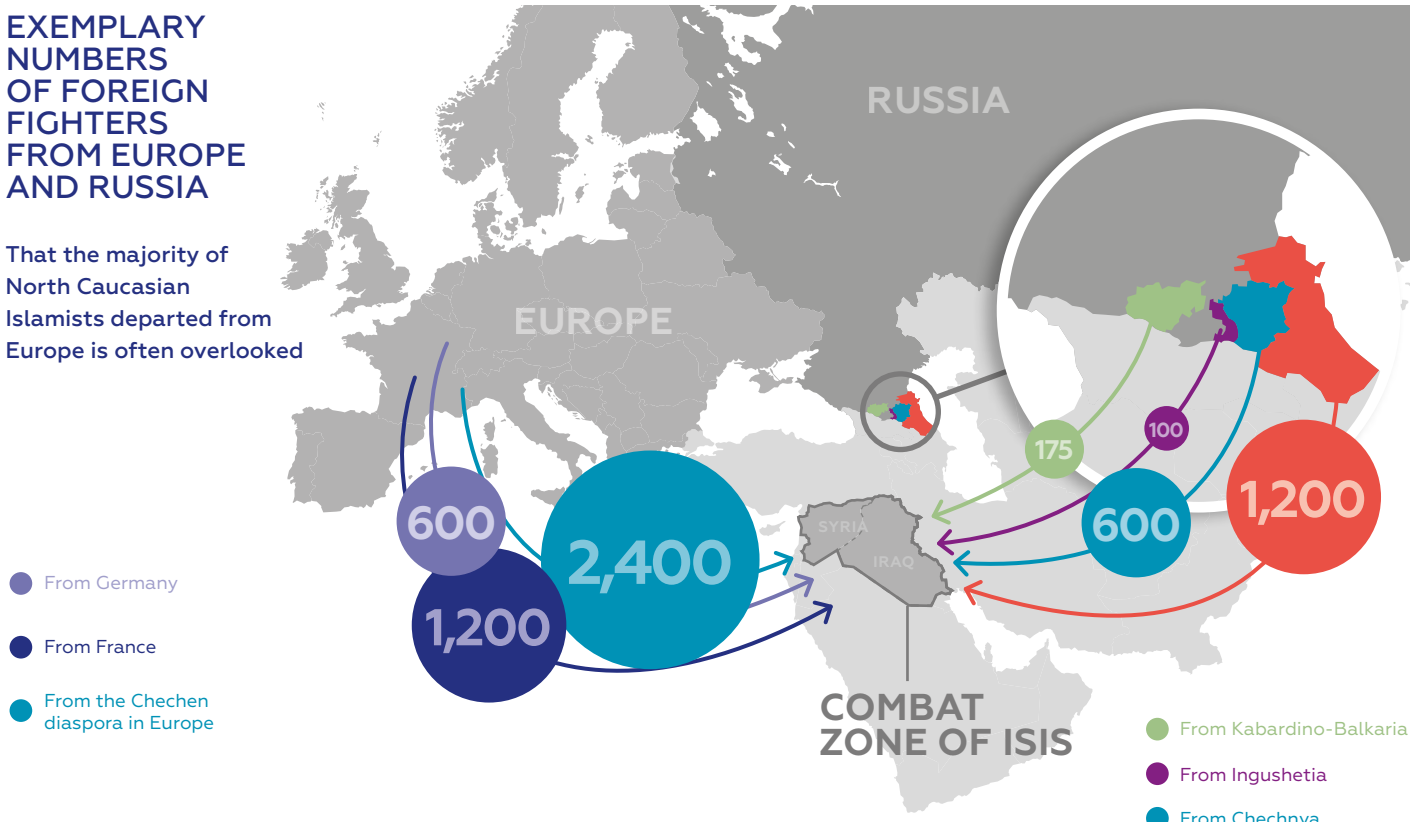 EXEMPLARY
NUMBERS
OF FOREIGN
FIGHTERS
FROM EUROPE
AND RUSSIA
That the majority of
North Caucasian
Islamists departed from
Europe is often overlooked
RUSSIA
EUROPE
SYRIA
IRAQ
600
1,200
2,400
175
100
600
1,200
COMBAT
ZONE OF ISIS
From Germany
From France
From the Chechen
diaspora in Europe
From Kabardino-Balkaria
From Ingushetia
From Chechnya